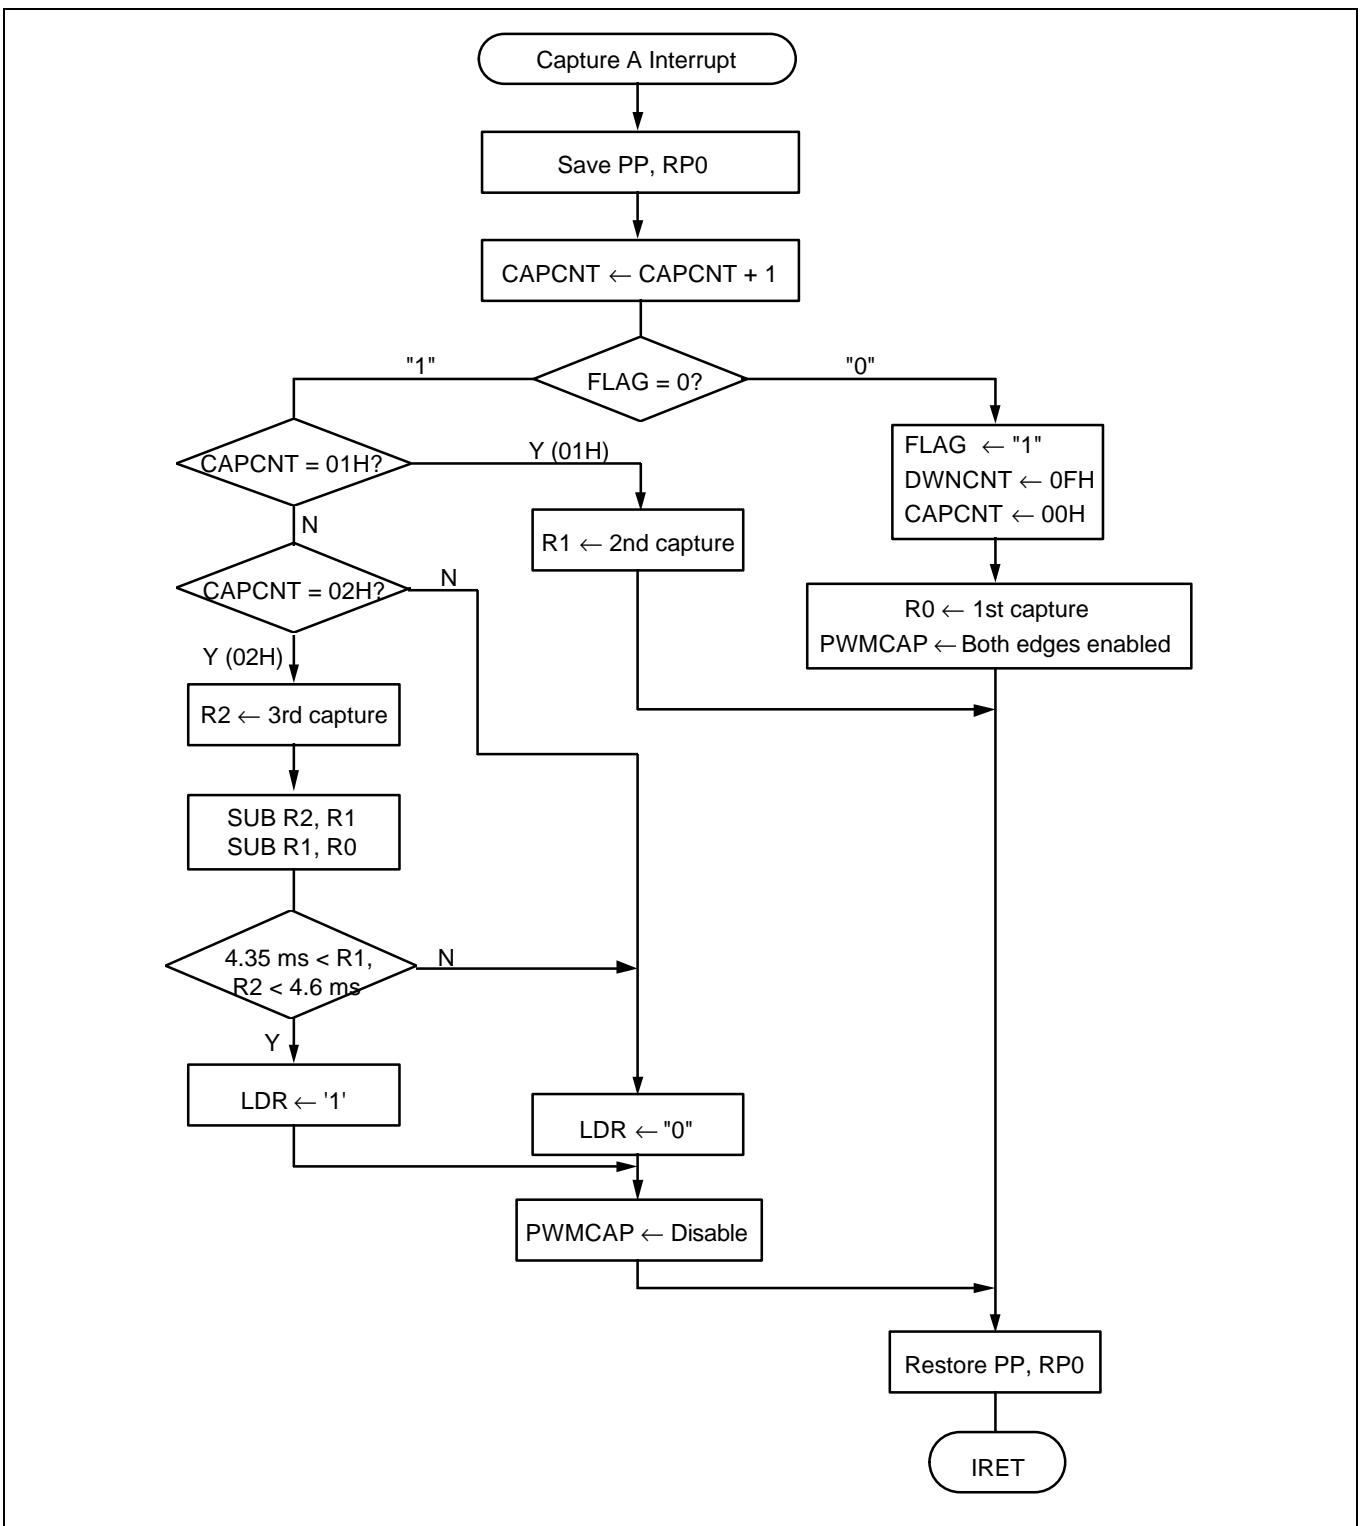 Capture A Interrupt
Save PP, RP0
CAPCNT ← CAPCNT + 1
"1"
FLAG = 0?
"0"
CAPCNT = 01H?
Y (01H)
FLAG ← "1"
DWNCNT ← 0FH
CAPCNT ← 00H
N
R1 ← 2nd capture
CAPCNT = 02H?
N
R0 ← 1st capture
PWMCAP ← Both edges enabled
Y (02H)
R2 ← 3rd capture
SUB R2, R1
SUB R1, R0
4.35 ms < R1,
R2 < 4.6 ms
N
Y
LDR ← '1'
LDR ← "0"
PWMCAP ← Disable
Restore PP, RP0
IRET